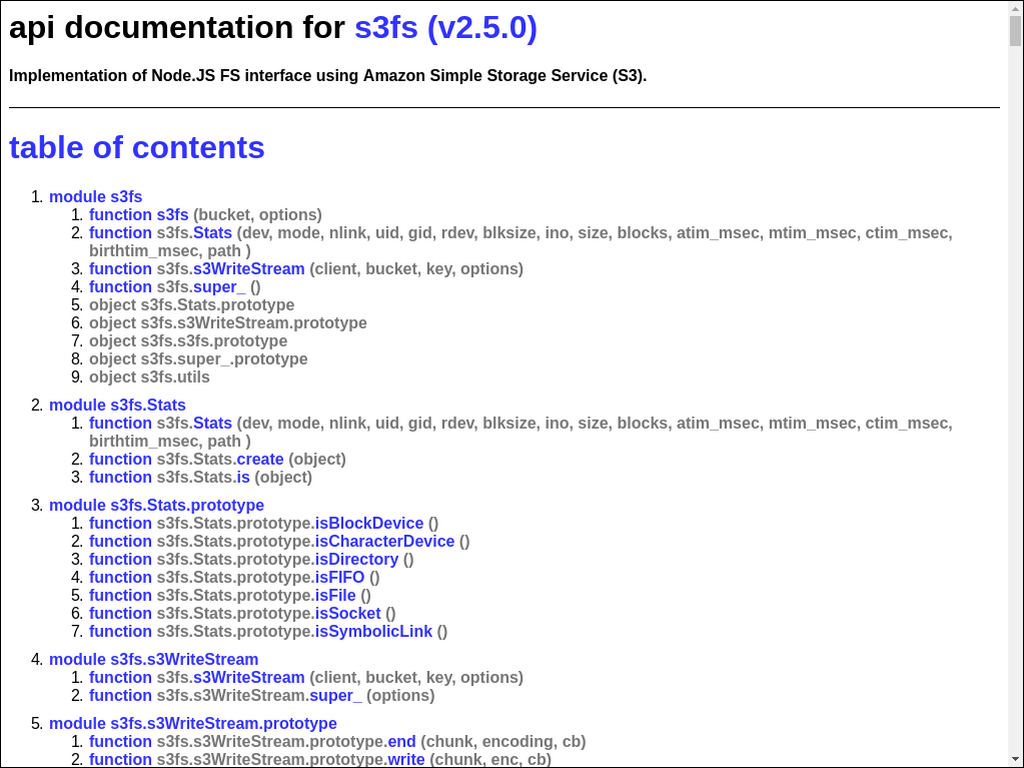 api documentation for s3fs (v2.5.0)
Implementation of Node.JS FS interface using Amazon Simple Storage Service (S3).
table of contents
1. module s3fs
1. function s3fs (bucket, options)
2. function s3fs.Stats (dev, mode, nlink, uid, gid, rdev, blksize, ino, size, blocks, atim_msec, mtim_msec, ctim_msec,
birthtim_msec, path )
3. function s3fs.s3WriteStream (client, bucket, key, options)
4. function s3fs.super_ ()
5. object s3fs.Stats.prototype
6. object s3fs.s3WriteStream.prototype
7. object s3fs.s3fs.prototype
8. object s3fs.super_.prototype
9. object s3fs.utils
2. module s3fs.Stats
1. function s3fs.Stats (dev, mode, nlink, uid, gid, rdev, blksize, ino, size, blocks, atim_msec, mtim_msec, ctim_msec,
birthtim_msec, path )
2. function s3fs.Stats.create (object)
3. function s3fs.Stats.is (object)
3. module s3fs.Stats.prototype
1. function s3fs.Stats.prototype.isBlockDevice ()
2. function s3fs.Stats.prototype.isCharacterDevice ()
3. function s3fs.Stats.prototype.isDirectory ()
4. function s3fs.Stats.prototype.isFIFO ()
5. function s3fs.Stats.prototype.isFile ()
6. function s3fs.Stats.prototype.isSocket ()
7. function s3fs.Stats.prototype.isSymbolicLink ()
4. module s3fs.s3WriteStream
1. function s3fs.s3WriteStream (client, bucket, key, options)
2. function s3fs.s3WriteStream.super_ (options)
5. module s3fs.s3WriteStream.prototype
1. function s3fs.s3WriteStream.prototype.end (chunk, encoding, cb)
2. function s3fs.s3WriteStream.prototype.write (chunk, enc, cb)